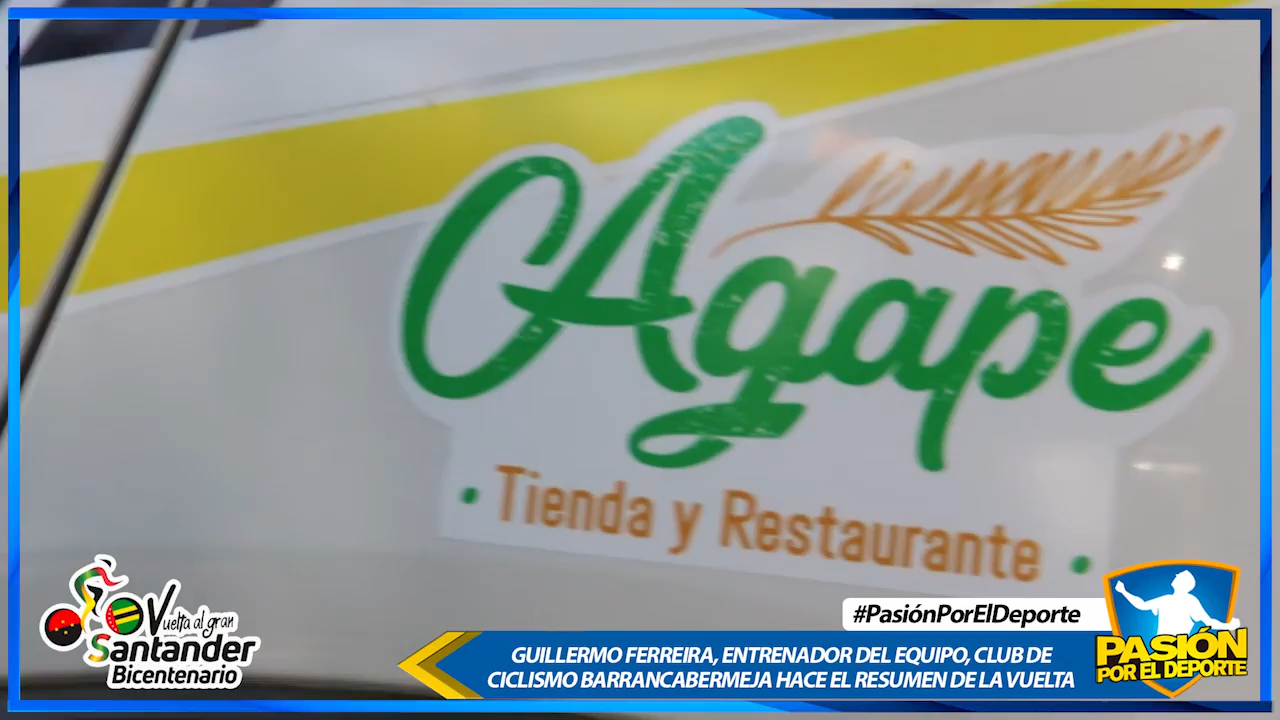 Agape
• Tienda y Restaurante •
Vuelta al gran
Santander
Bicentenario
#PasiónPorElDeporte
GUILLERMO FERREIRA, ENTRENADOR DEL EQUIPO, CLUB DE
CICLISMO BARRANCABERMEJA HACE EL RESUMEN DE LA VUELTA
PASIÓN
POR EL DEPORTE